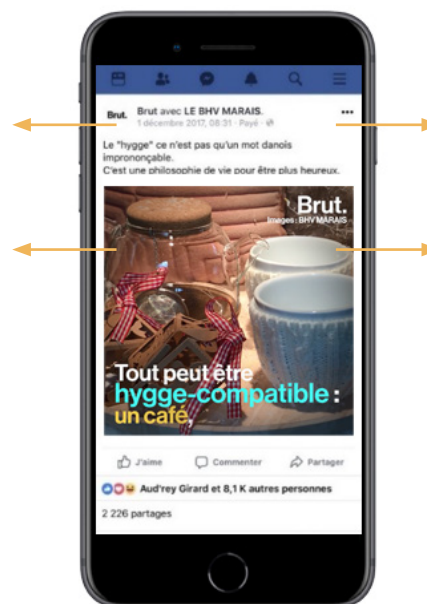 Brut.
Brut avec LE BHV MARAIS.
1 décembre 2017, 08:31 · Payé ·
Le "hygge" ce n'est pas qu'un mot danois
imprononçable.
C'est une philosophie de vie pour être plus heureux.
Brut.
Images : BHV MARAIS
Tout peut être
hygge-compatible :
un café,
J'aime
Commenter
Partager
Aud'rey Girard et 8,1 K autres personnes
2 226 partages